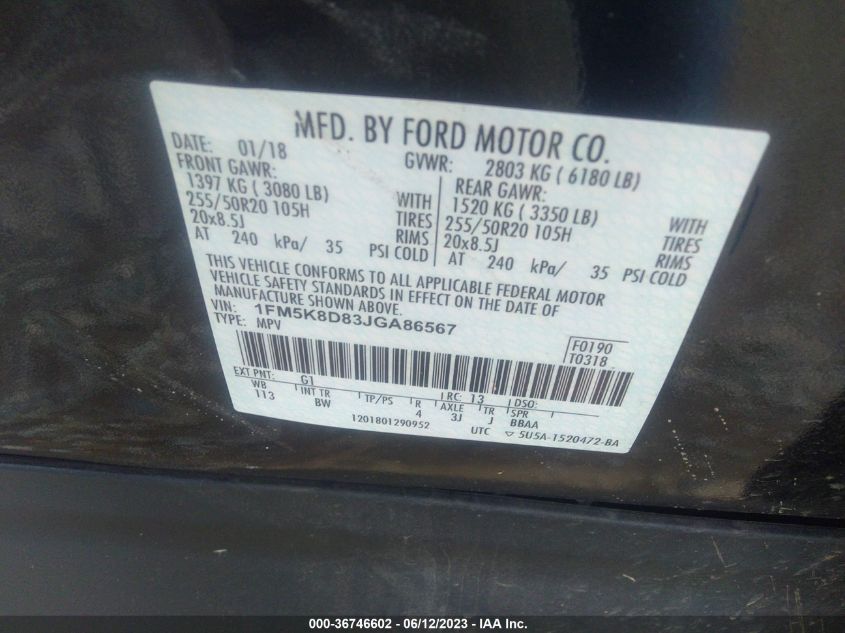 MFD. BY FORD MOTOR CO.
DATE: 01/18 GVWR: 2803 KG ( 6180 LB)
FRONT GAWR: REAR GAWR:
1397 KG ( 3080 LB) WITH 1520 KG ( 3350 LB) WITH
255/50R20 105H TIRES 255/50R20 105H TIRES
20x8.5J RIMS 20x8.5J RIMS
AT 240 kPa/ 35 PSI COLD AT 240 kPa/ 35 PSI COLD
THIS VEHICLE CONFORMS TO ALL APPLICABLE FEDERAL MOTOR
VEHICLE SAFETY STANDARDS IN EFFECT ON THE DATE OF
MANUFACTURE SHOWN ABOVE.
VIN: 1FM5K8D83JGA86567
TYPE: MPV
F0190
T0318
EXT PNT: G1 RC: 13 DSO:
WB INT TR TP/PS R AXLE TR SPR
113 BW 4 3J J BBAA
1201801290952 UTC ▽ 5U5A-1520472-BA
000-36746602 - 06/12/2023 - IAA Inc.